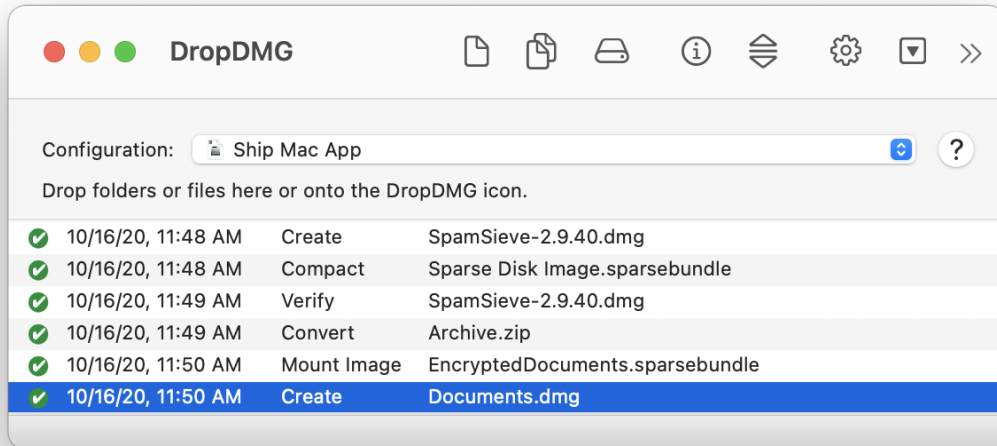 DropDMG
Configuration: Ship Mac App ?
Drop folders or files here or onto the DropDMG icon.
10/16/20, 11:48 AM Create SpamSieve-2.9.40.dmg
10/16/20, 11:48 AM Compact Sparse Disk Image.sparsebundle
10/16/20, 11:49 AM Verify SpamSieve-2.9.40.dmg
10/16/20, 11:49 AM Convert Archive.zip
10/16/20, 11:50 AM Mount Image EncryptedDocuments.sparsebundle
10/16/20, 11:50 AM Create Documents.dmg